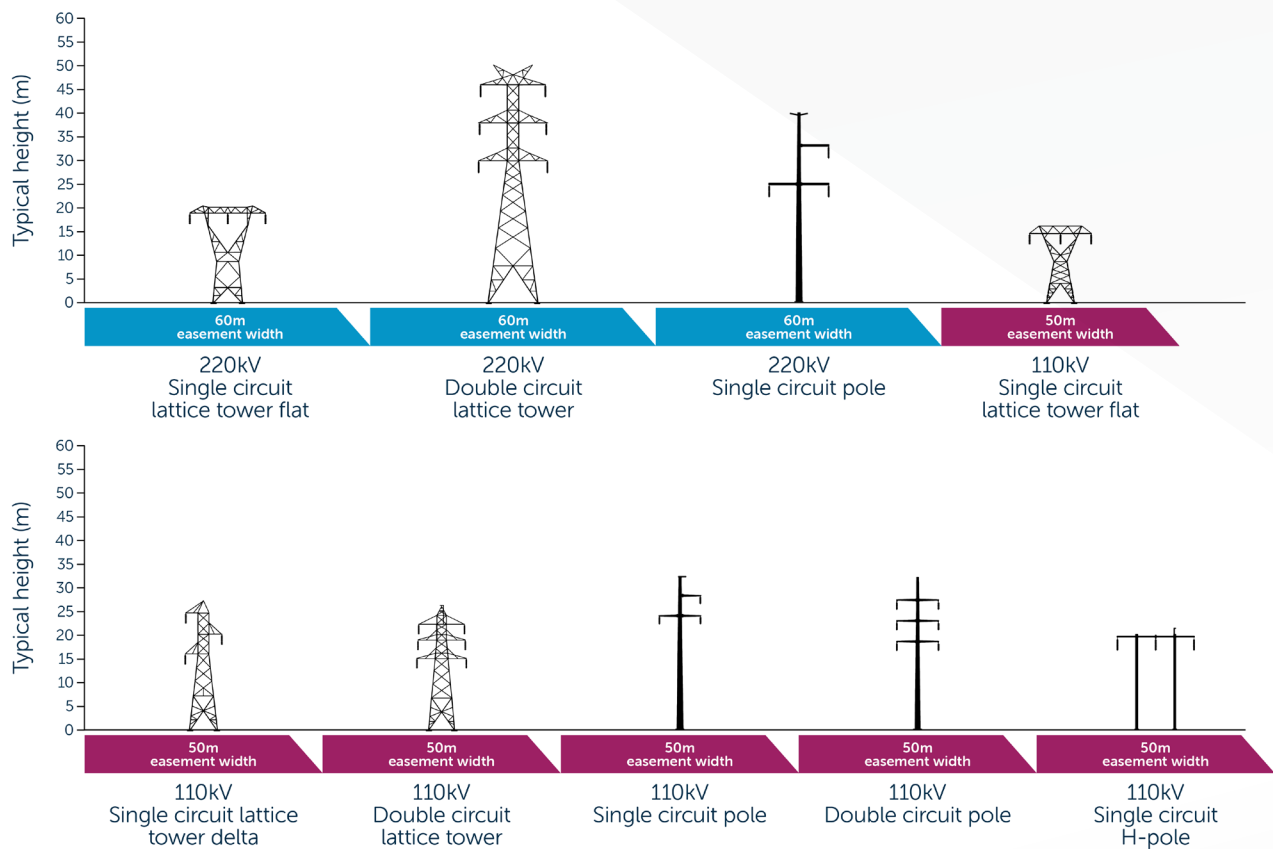 Typical height (m)
60
55
50
45
40
35
30
25
20
15
10
5
0
60m
easement width
60m
easement width
60m
easement width
50m
easement width
220kV
Single circuit
lattice tower flat
220kV
Double circuit
lattice tower
220kV
Single circuit pole
110kV
Single circuit
lattice tower flat
Typical height (m)
60
55
50
45
40
35
30
25
20
15
10
5
0
50m
easement width
50m
easement width
50m
easement width
50m
easement width
50m
easement width
110kV
Single circuit lattice
tower delta
110kV
Double circuit
lattice tower
110kV
Single circuit pole
110kV
Double circuit pole
110kV
Single circuit
H-pole